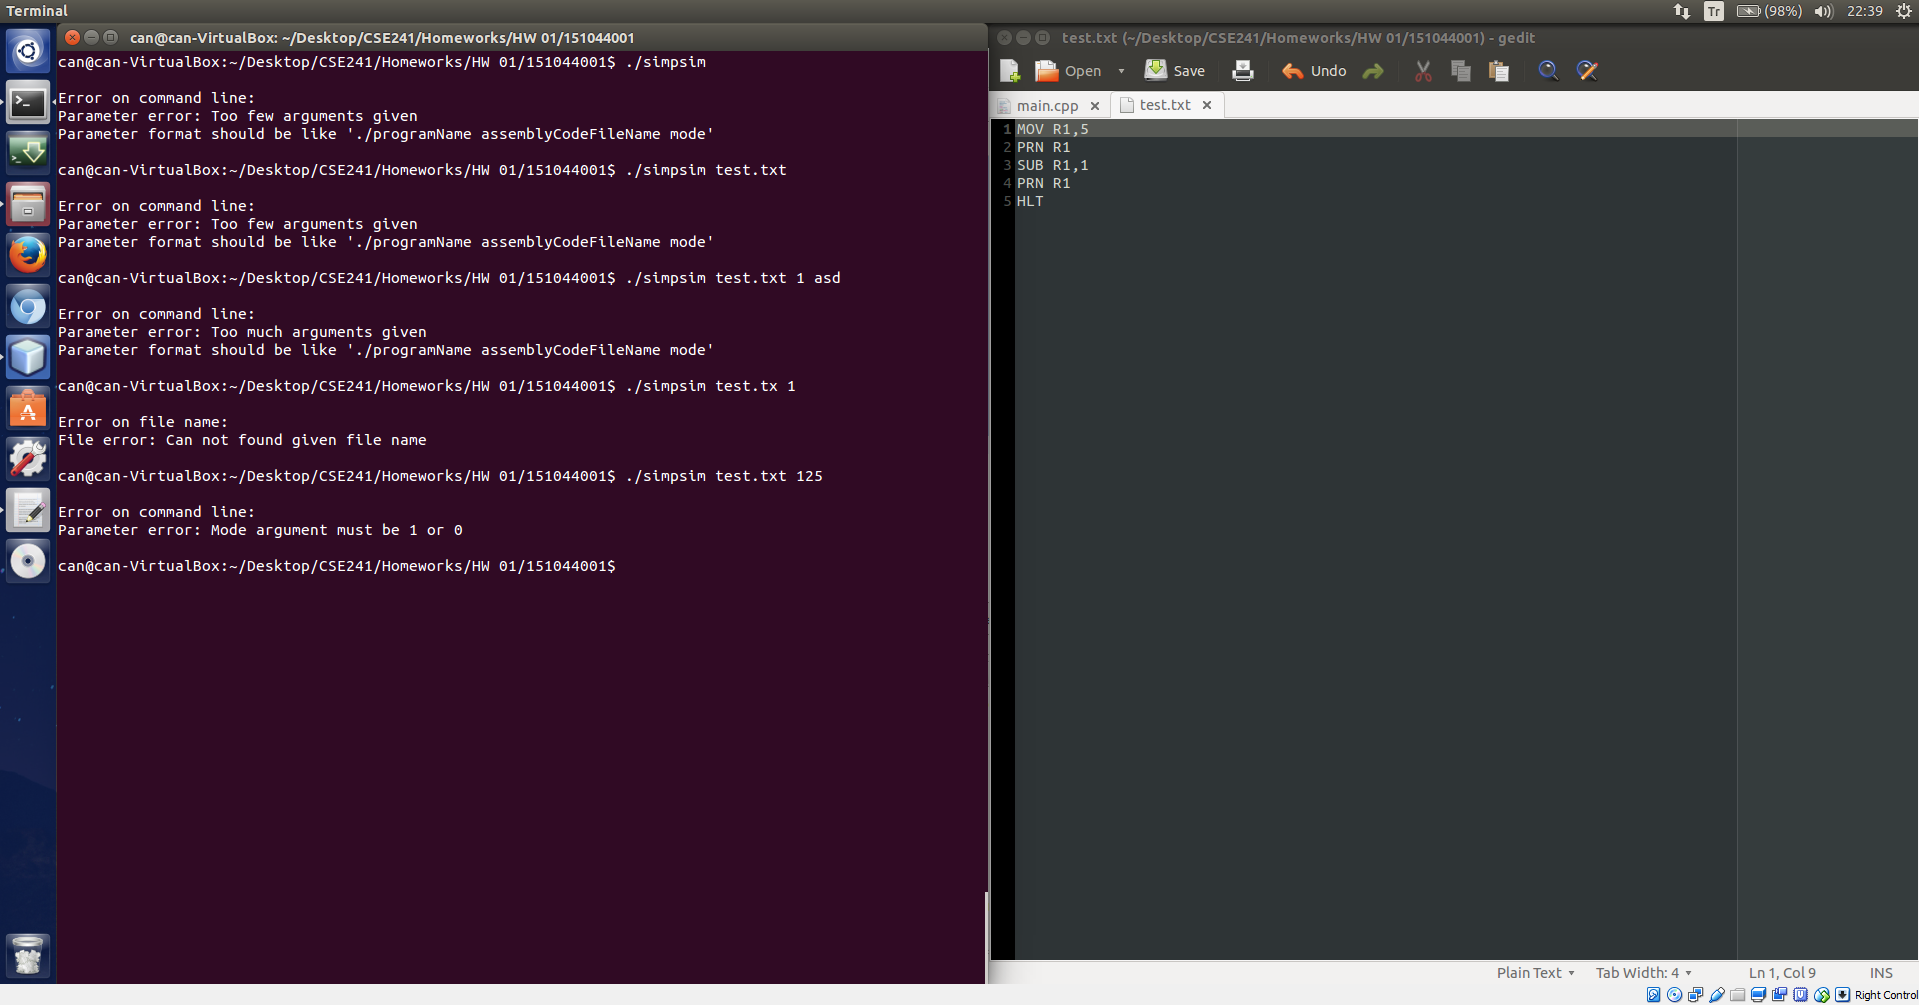 Terminal
Tr (98%) 22:39
can@can-VirtualBox: ~/Desktop/CSE241/Homeworks/HW 01/151044001
can@can-VirtualBox:~/Desktop/CSE241/Homeworks/HW 01/151044001$ ./simpsim
Error on command line:
Parameter error: Too few arguments given
Parameter format should be like './programName assemblyCodeFileName mode'
can@can-VirtualBox:~/Desktop/CSE241/Homeworks/HW 01/151044001$ ./simpsim test.txt
Error on command line:
Parameter error: Too few arguments given
Parameter format should be like './programName assemblyCodeFileName mode'
can@can-VirtualBox:~/Desktop/CSE241/Homeworks/HW 01/151044001$ ./simpsim test.txt 1 asd
Error on command line:
Parameter error: Too much arguments given
Parameter format should be like './programName assemblyCodeFileName mode'
can@can-VirtualBox:~/Desktop/CSE241/Homeworks/HW 01/151044001$ ./simpsim test.tx 1
Error on file name:
File error: Can not found given file name
can@can-VirtualBox:~/Desktop/CSE241/Homeworks/HW 01/151044001$ ./simpsim test.txt 125
Error on command line:
Parameter error: Mode argument must be 1 or 0
can@can-VirtualBox:~/Desktop/CSE241/Homeworks/HW 01/151044001$
test.txt (~/Desktop/CSE241/Homeworks/HW 01/151044001) - gedit
Open Save Undo
main.cpp test.txt
1 MOV R1,5
2 PRN R1
3 SUB R1,1
4 PRN R1
5 HLT
Plain Text Tab Width: 4 Ln 1, Col 9 INS
Right Control